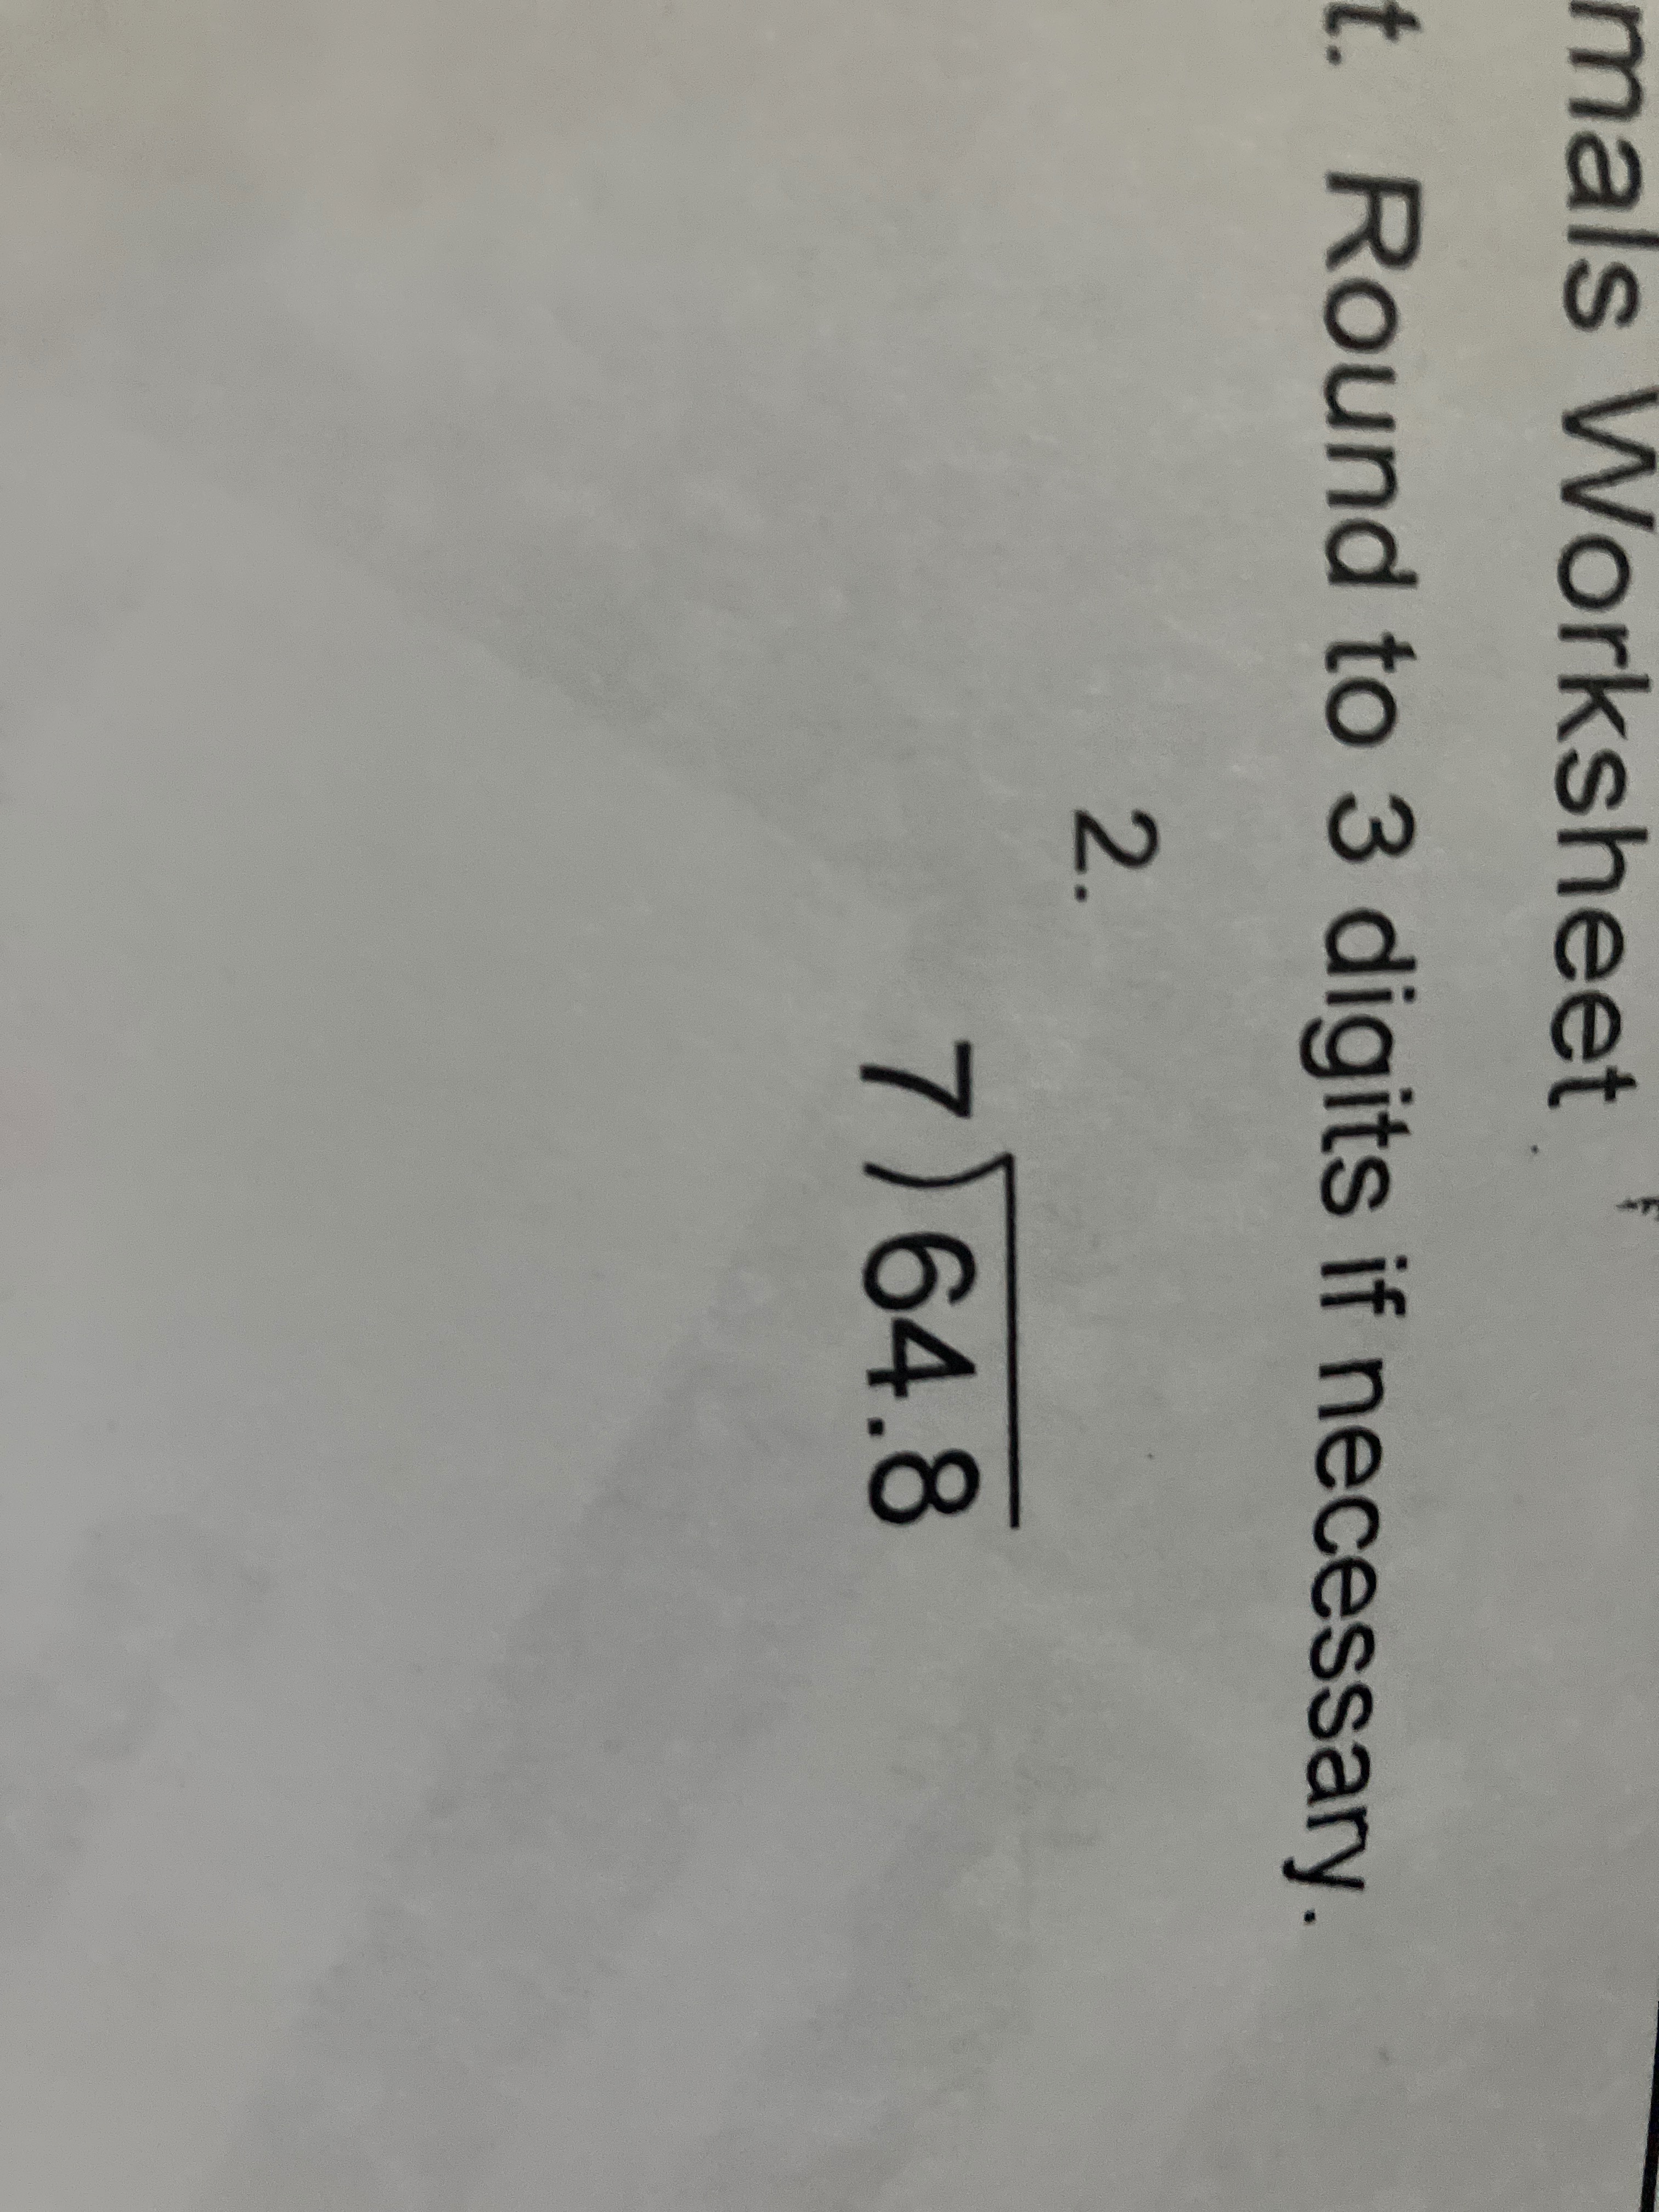 mals Worksheet
t. Round to 3 digits if necessary.
2.
7)64.8